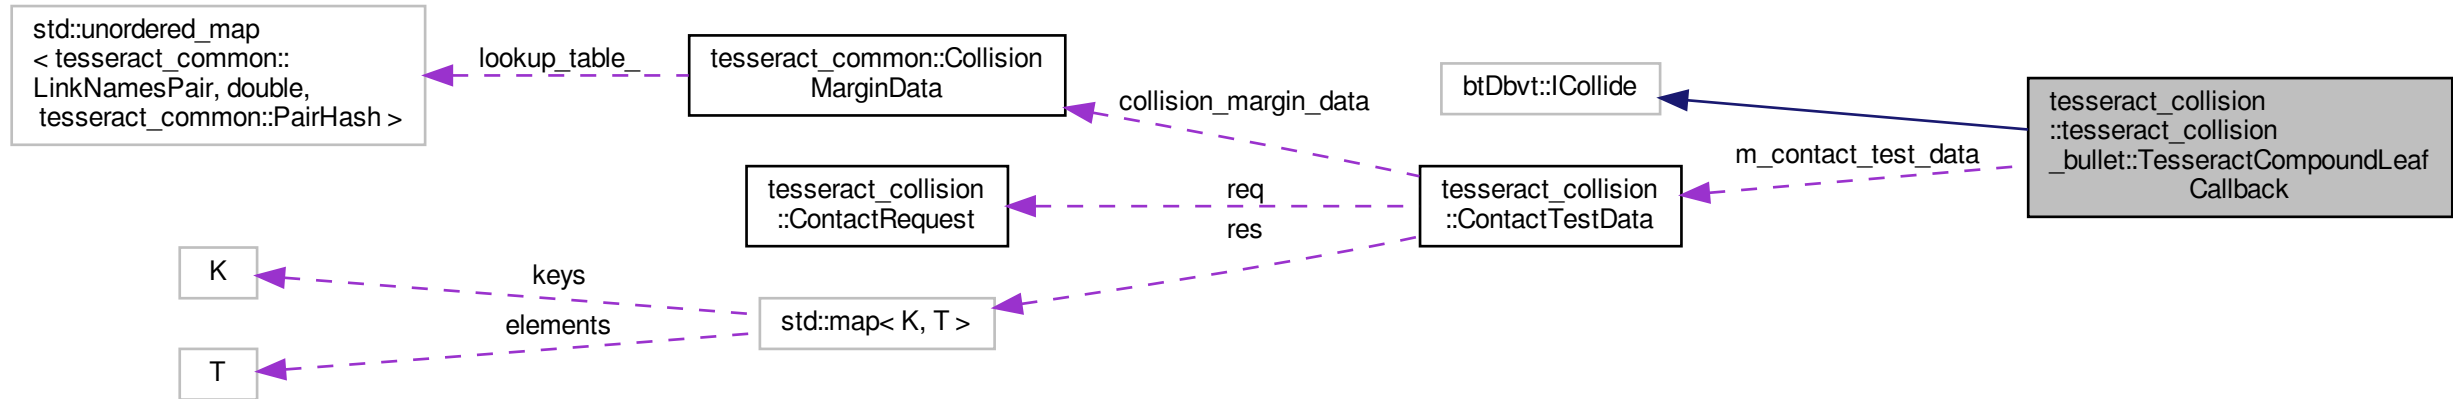 std::unordered_map
< tesseract_common::
LinkNamesPair, double,
tesseract_common::PairHash >
lookup_table_
tesseract_common::Collision
MarginData
collision_margin_data
btDbvt::ICollide
tesseract_collision
::tesseract_collision
_bullet::TesseractCompoundLeaf
Callback
m_contact_test_data
tesseract_collision
::ContactRequest
req
res
tesseract_collision
::ContactTestData
K
keys
elements
std::map< K, T >
T